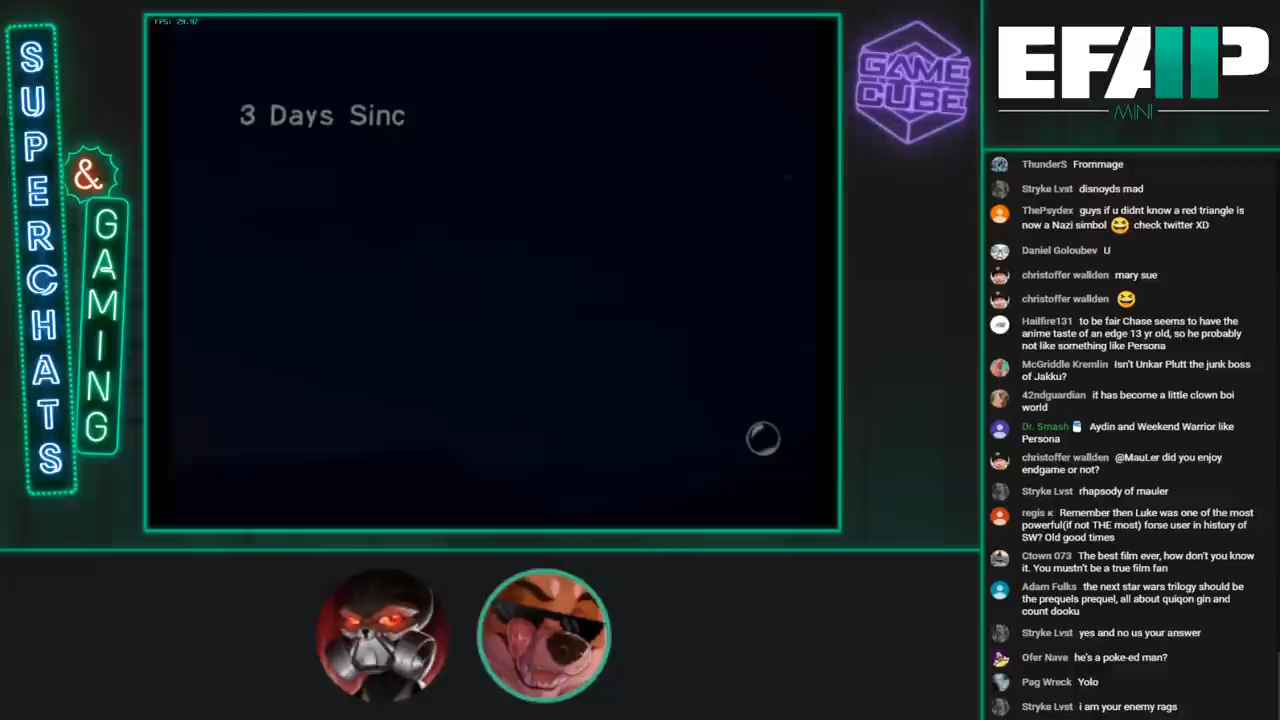 FPS: 29.97
SUPERCHATS
&
GAMING
3 Days Sinc
GAME
CUBE
EFAP
MINI
ThunderS Frommage
Stryke Lvst disnoyds mad
ThePsydex guys if u didnt know a red triangle is
now a Nazi simbol 😆 check twitter XD
Daniel Goloubev U
christoffer wallden mary sue
christoffer wallden 😆
Hailfire131 to be fair Chase seems to have the
anime taste of an edge 13 yr old, so he probably
not like something like Persona
McGriddle Kremlin Isn't Unkar Plutt the junk boss
of Jakku?
42ndguardian it has become a little clown boi
world
Dr. Smash Aydin and Weekend Warrior like
Persona
christoffer wallden @MauLer did you enjoy
endgame or not?
Stryke Lvst rhapsody of mauler
regis к Remember then Luke was one of the most
powerful(if not THE most) forse user in history of
SW? Old good times
Ctown 073 The best film ever, how don't you know
it. You mustn't be a true film fan
Adam Fulks the next star wars trilogy should be
the prequels prequel, all about quiqon gin and
count dooku
Stryke Lvst yes and no us your answer
Ofer Nave he's a poke-ed man?
Pag Wreck Yolo
Stryke Lvst i am your enemy rags